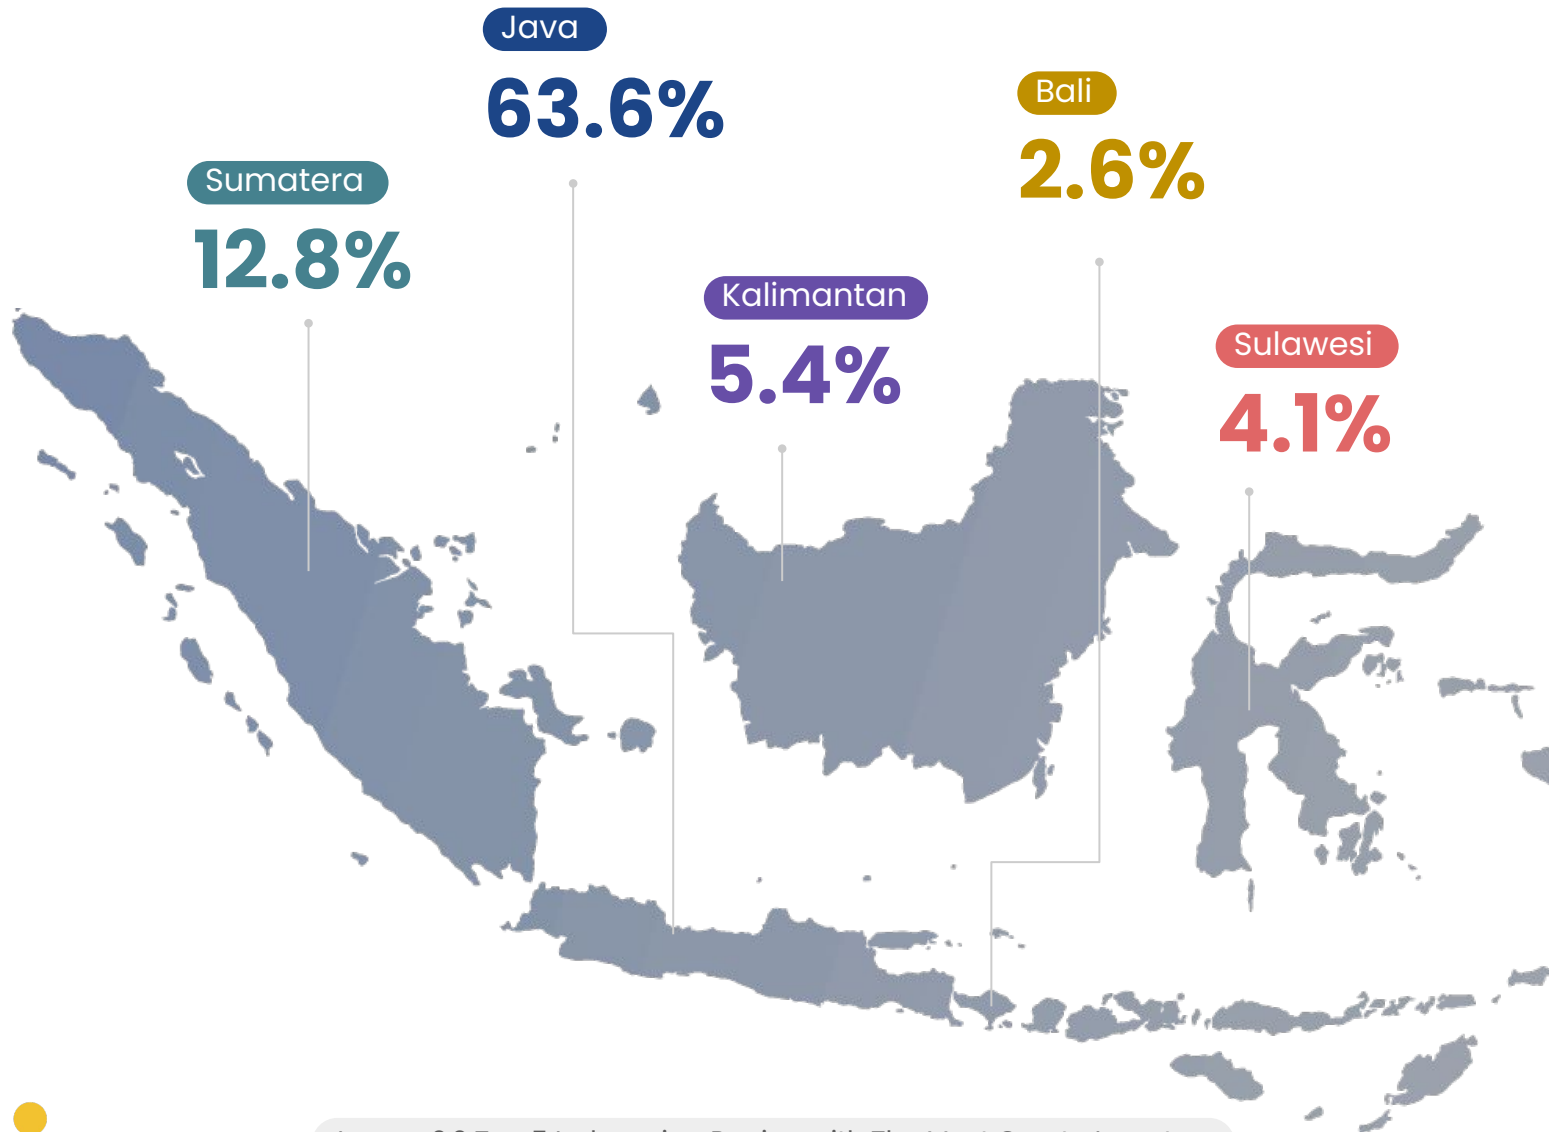 Java
63.6%
Bali
2.6%
Sumatera
12.8%
Kalimantan
5.4%
Sulawesi
4.1%